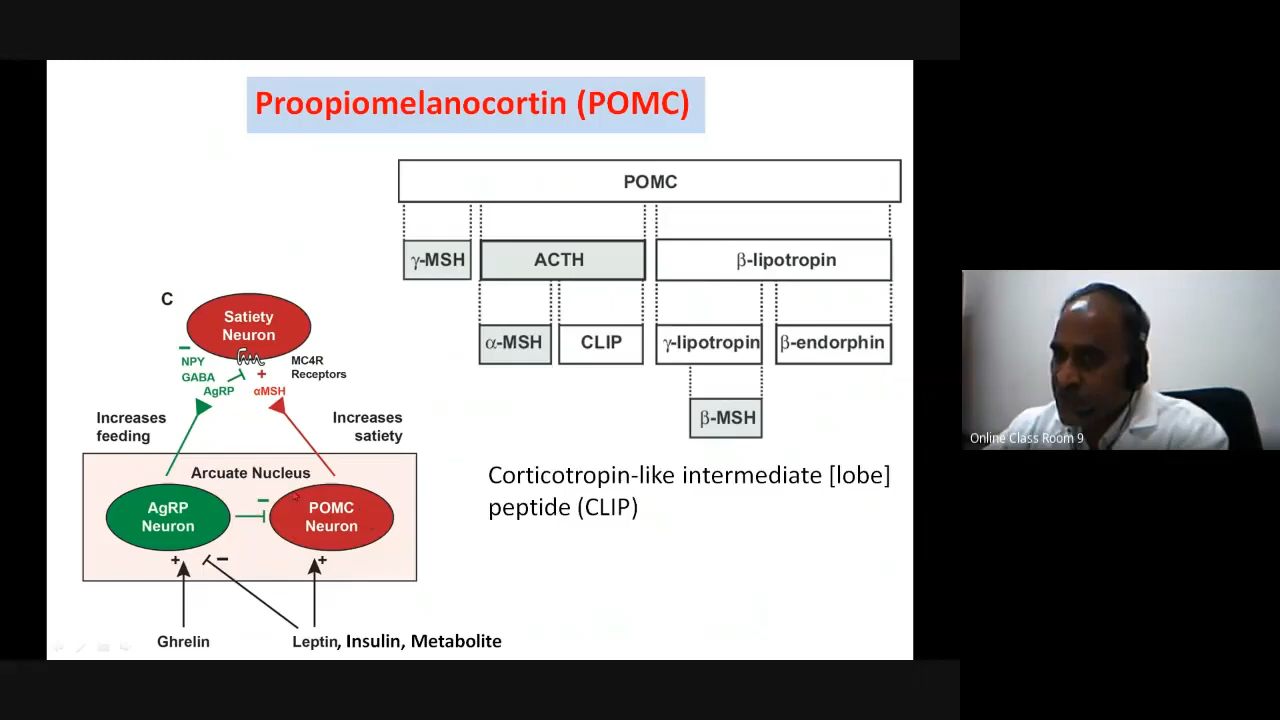 Proopiomelanocortin (POMC)
POMC
γ-MSH
ACTH
β-lipotropin
α-MSH
CLIP
γ-lipotropin
β-endorphin
β-MSH
Corticotropin-like intermediate [lobe]
peptide (CLIP)
C
Satiety
Neuron
NPY
GABA
AgRP
+
αMSH
MC4R
Receptors
Increases
feeding
Increases
satiety
Arcuate Nucleus
AgRP
Neuron
POMC
Neuron
+
+
Ghrelin
Leptin, Insulin, Metabolite
Online Class Room 9